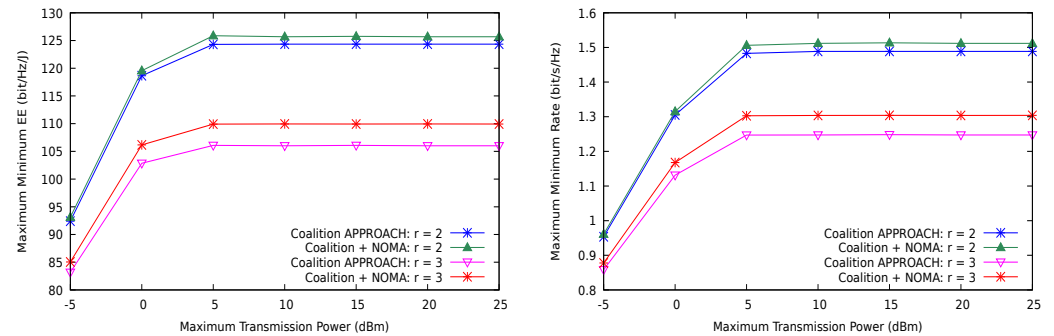 130
125
120
115
110
105
100
95
90
85
80
Maximum Minimum EE (bit/Hz/J)
Coalition APPROACH: r = 2
Coalition + NOMA: r = 2
Coalition APPROACH: r = 3
Coalition + NOMA: r = 3
-5 0 5 10 15 20 25
Maximum Transmission Power (dBm)
1.6
1.5
1.4
1.3
1.2
1.1
1
0.9
0.8
Maximum Minimum Rate (bit/s/Hz)
Coalition APPROACH: r = 2
Coalition + NOMA: r = 2
Coalition APPROACH: r = 3
Coalition + NOMA: r = 3
-5 0 5 10 15 20 25
Maximum Transmission Power (dBm)